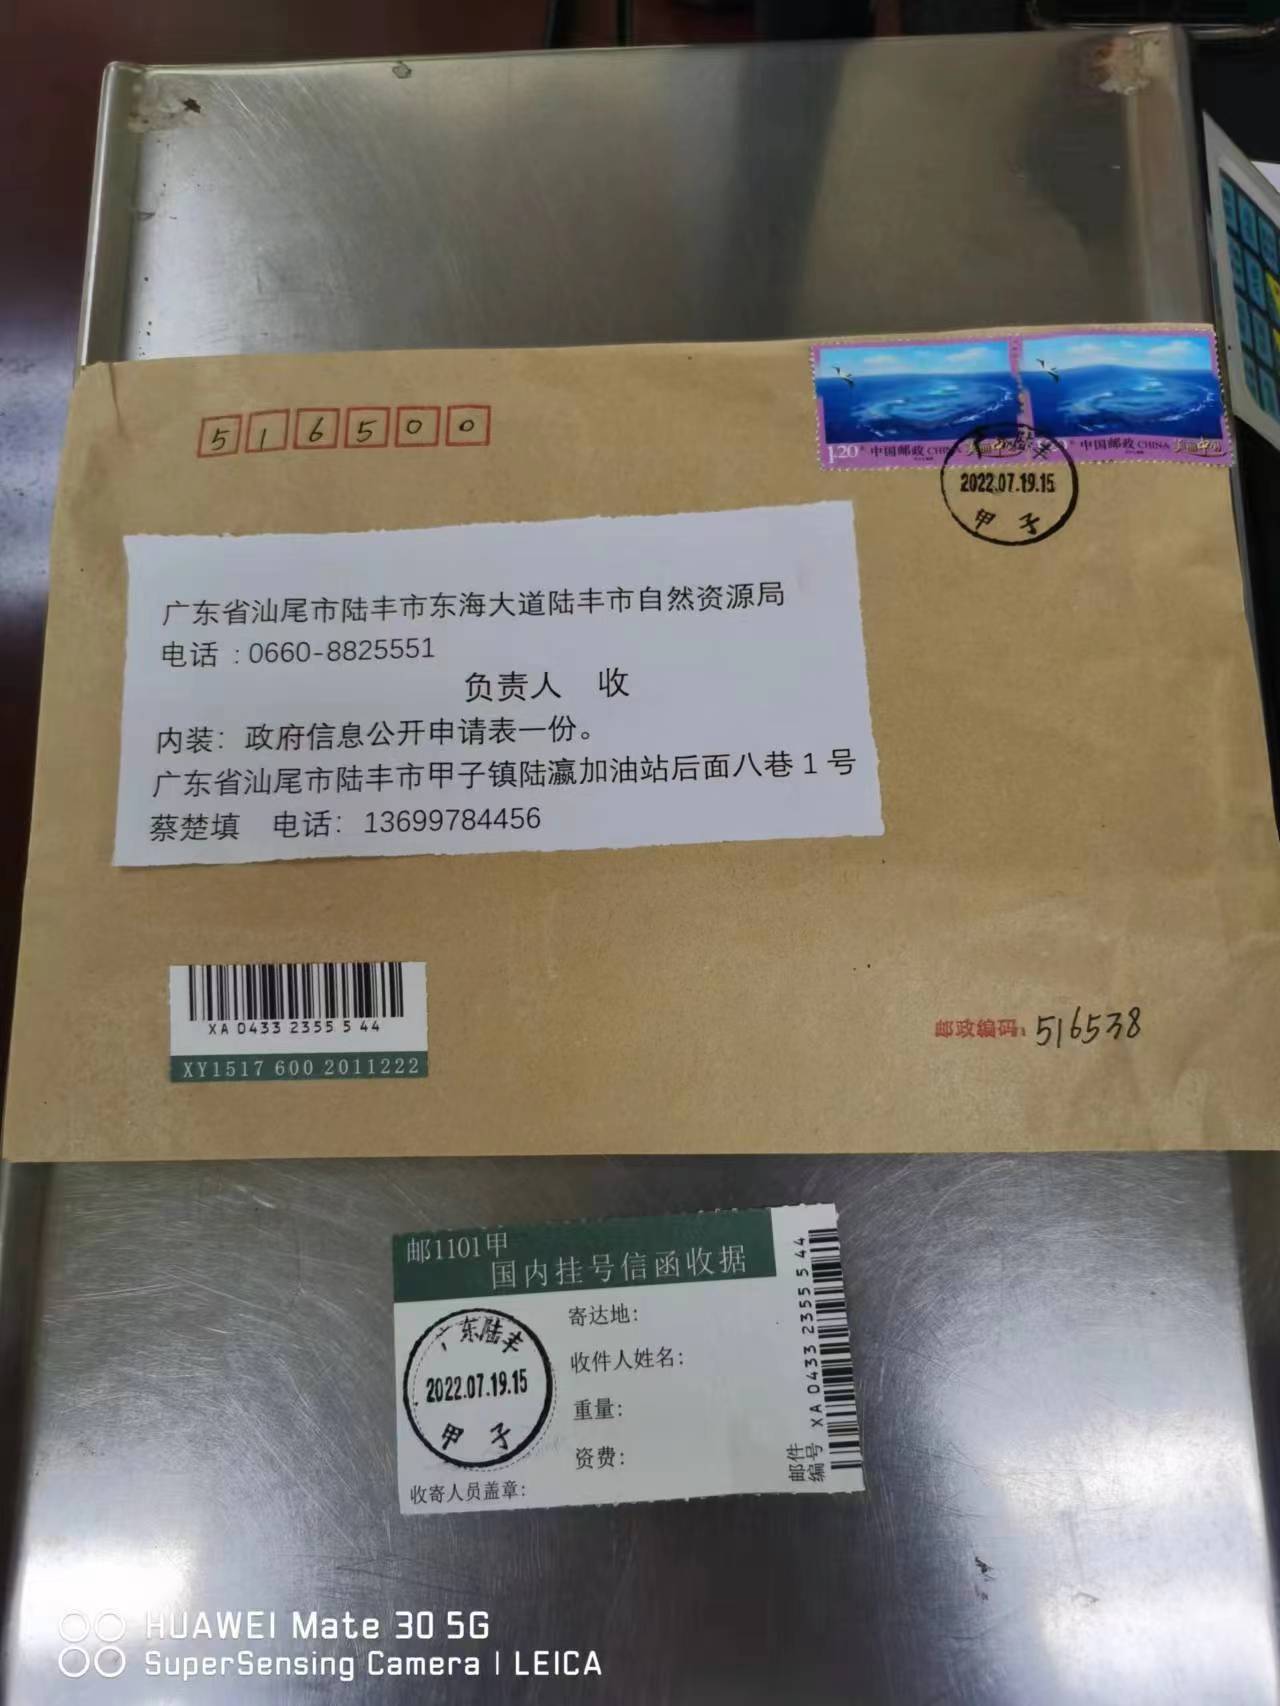 516500
1.20元 中国邮政 CHINA
中国邮政 CHINA 美丽中国
2022.07.19.15
甲子
广东省汕尾市陆丰市东海大道陆丰市自然资源局
电话：0660-8825551
负责人 收
内装：政府信息公开申请表一份。
广东省汕尾市陆丰市甲子镇陆瀛加油站后面八巷1号
蔡楚填 电话：13699784456
XA 0433 2355 5 44
XY1517 600 2011222
邮政编码：516538
邮1101甲
国内挂号信函收据
广东陆丰
2022.07.19.15
甲子
寄达地：
收件人姓名：
重量：
资费：
收寄人员盖章：
邮件编号 XA 0433 2355 5 44
HUAWEI Mate 30 5G
SuperSensing Camera | LEICA